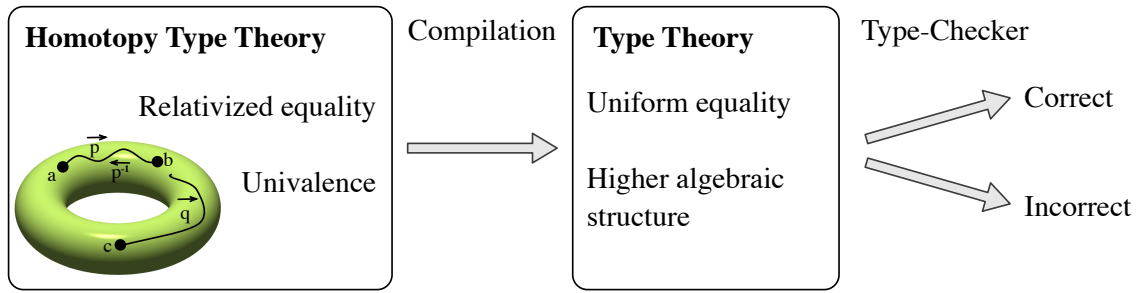 Homotopy Type Theory
Relativized equality
Univalence
a
p
b
p-1
q
c
Compilation
Type Theory
Uniform equality
Higher algebraic
structure
Type-Checker
Correct
Incorrect